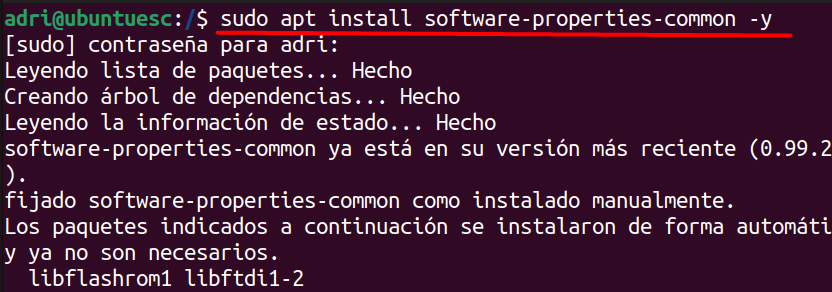 adri@ubuntuesc:/$ sudo apt install software-properties-common -y
[sudo] contraseña para adri:
Leyendo lista de paquetes... Hecho
Creando árbol de dependencias... Hecho
Leyendo la información de estado... Hecho
software-properties-common ya está en su versión más reciente (0.99.2
).
fijado software-properties-common como instalado manualmente.
Los paquetes indicados a continuación se instalaron de forma automáti
y ya no son necesarios.
  libflashrom1 libftdi1-2